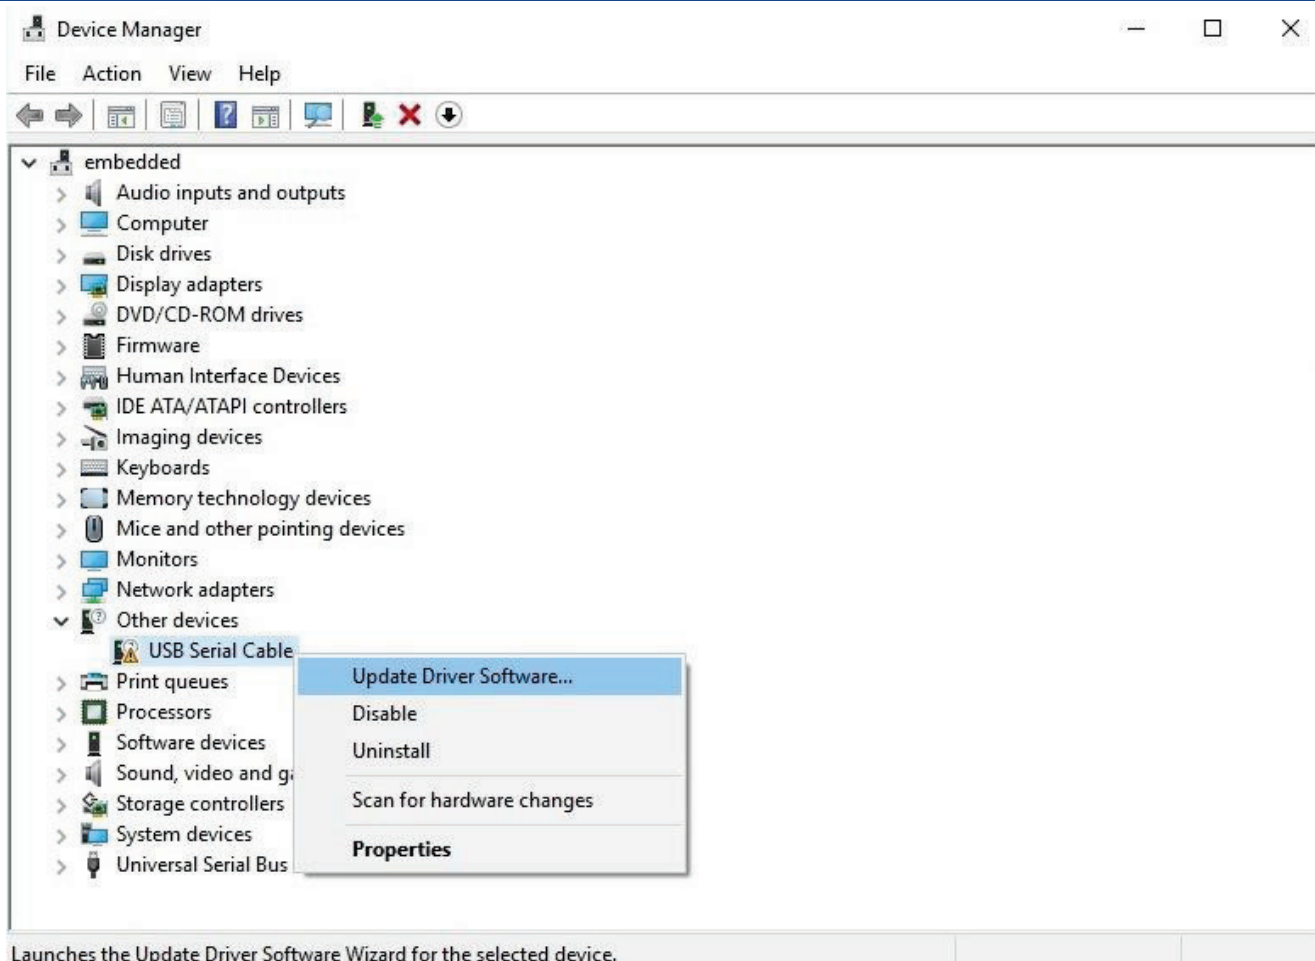 Device Manager
File Action View Help
embedded
Audio inputs and outputs
Computer
Disk drives
Display adapters
DVD/CD-ROM drives
Firmware
Human Interface Devices
IDE ATA/ATAPI controllers
Imaging devices
Keyboards
Memory technology devices
Mice and other pointing devices
Monitors
Network adapters
Other devices
USB Serial Cable
Print queues
Processors
Software devices
Sound, video and ga
Storage controllers
System devices
Universal Serial Bus
Update Driver Software...
Disable
Uninstall
Scan for hardware changes
Properties
Launches the Update Driver Software Wizard for the selected device.